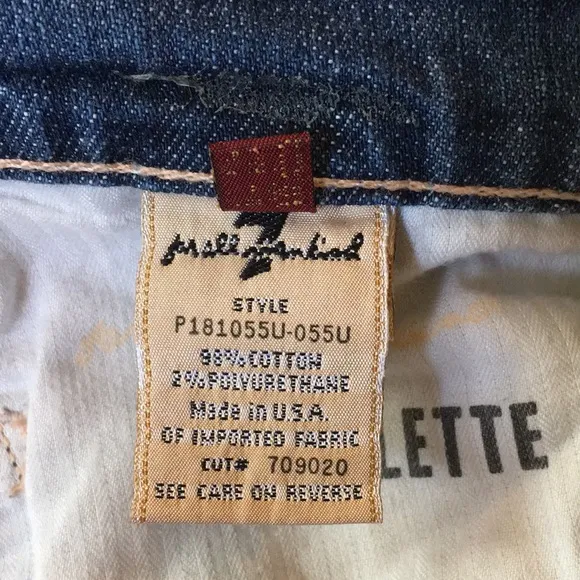 for all mankind
STYLE
P181055U-055U
98% COTTON
2% POLYURETHANE
Made in U.S.A.
OF IMPORTED FABRIC
CUT# 709020
SEE CARE ON REVERSE
LETTE